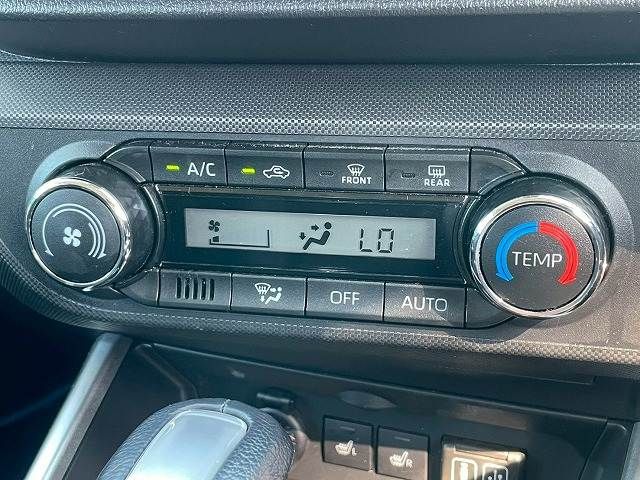 A/C
FRONT
REAR
LO
TEMP
OFF
AUTO
L
R